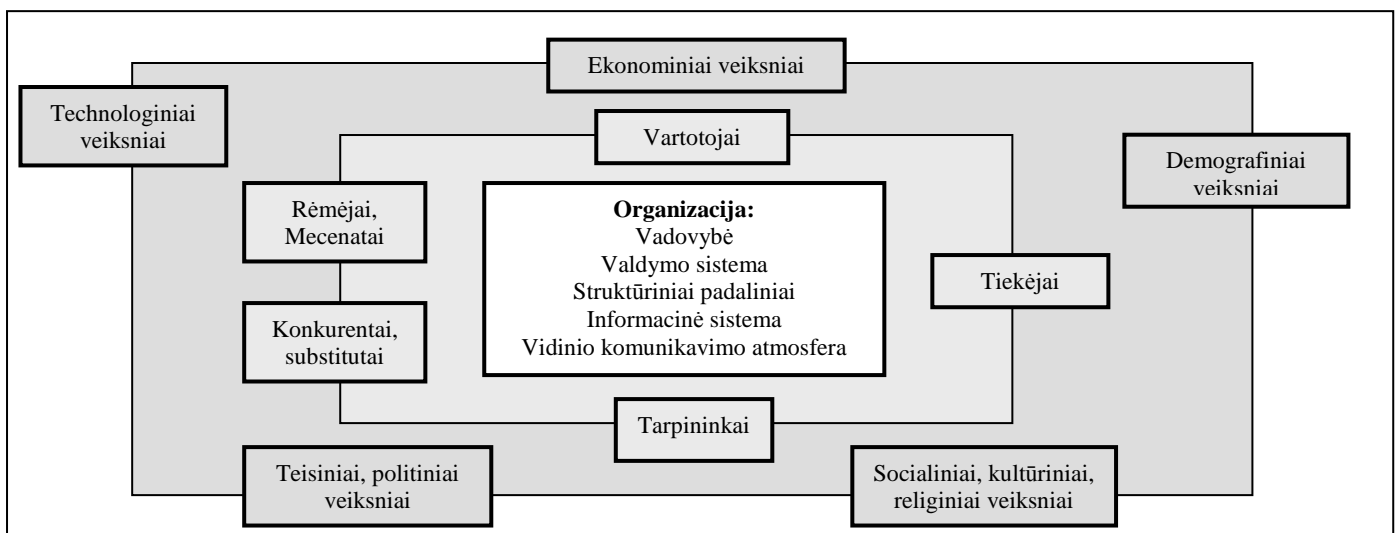 Ekonominiai veiksniai
Technologiniai
veiksniai
Vartotojai
Demografiniai
veiksniai
Rėmėjai,
Mecenatai
Organizacija:
Vadovybė
Valdymo sistema
Struktūriniai padaliniai
Informacinė sistema
Vidinio komunikavimo atmosfera
Tiekėjai
Konkurentai,
substitutai
Tarpininkai
Teisiniai, politiniai
veiksniai
Socialiniai, kultūriniai,
religiniai veiksniai